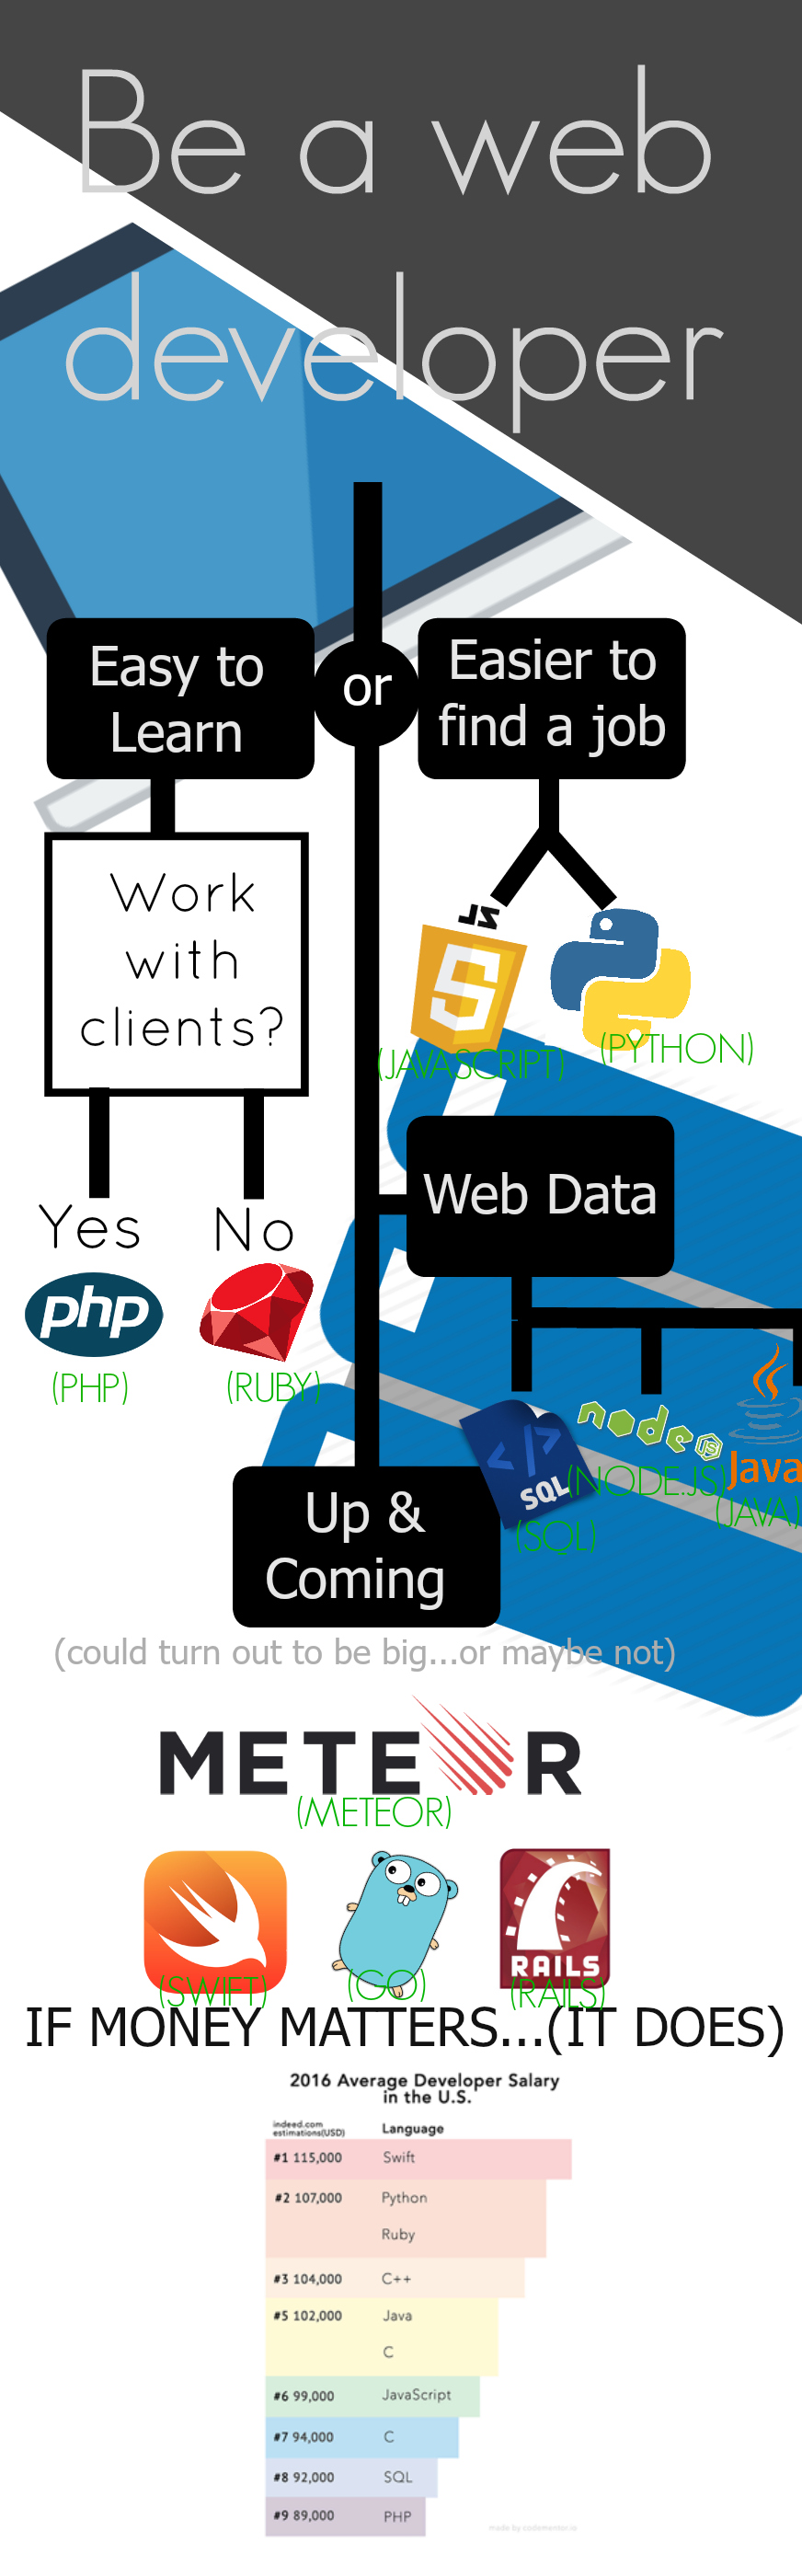 Be a web
developer
Easy to
Learn
or
Easier to
find a job
Work
with
clients?
JS
(JAVASCRIPT)
(PYTHON)
Yes
No
php
(PHP)
(RUBY)
Web Data
</>
SQL
(SQL)
node
JS
(NODE.JS)
Java
(JAVA)
Up &
Coming
(could turn out to be big...or maybe not)
METEOR
(METEOR)
RAILS
(SWIFT)
(GO)
(RAILS)
IF MONEY MATTERS...(IT DOES)
2016 Average Developer Salary
in the U.S.
indeed.com
estimations(USD)
Language
#1 115,000 Swift
#2 107,000 Python
Ruby
#3 104,000 C++
#5 102,000 Java
C
#6 99,000 JavaScript
#7 94,000 C
#8 92,000 SQL
#9 89,000 PHP
made by codementor.io